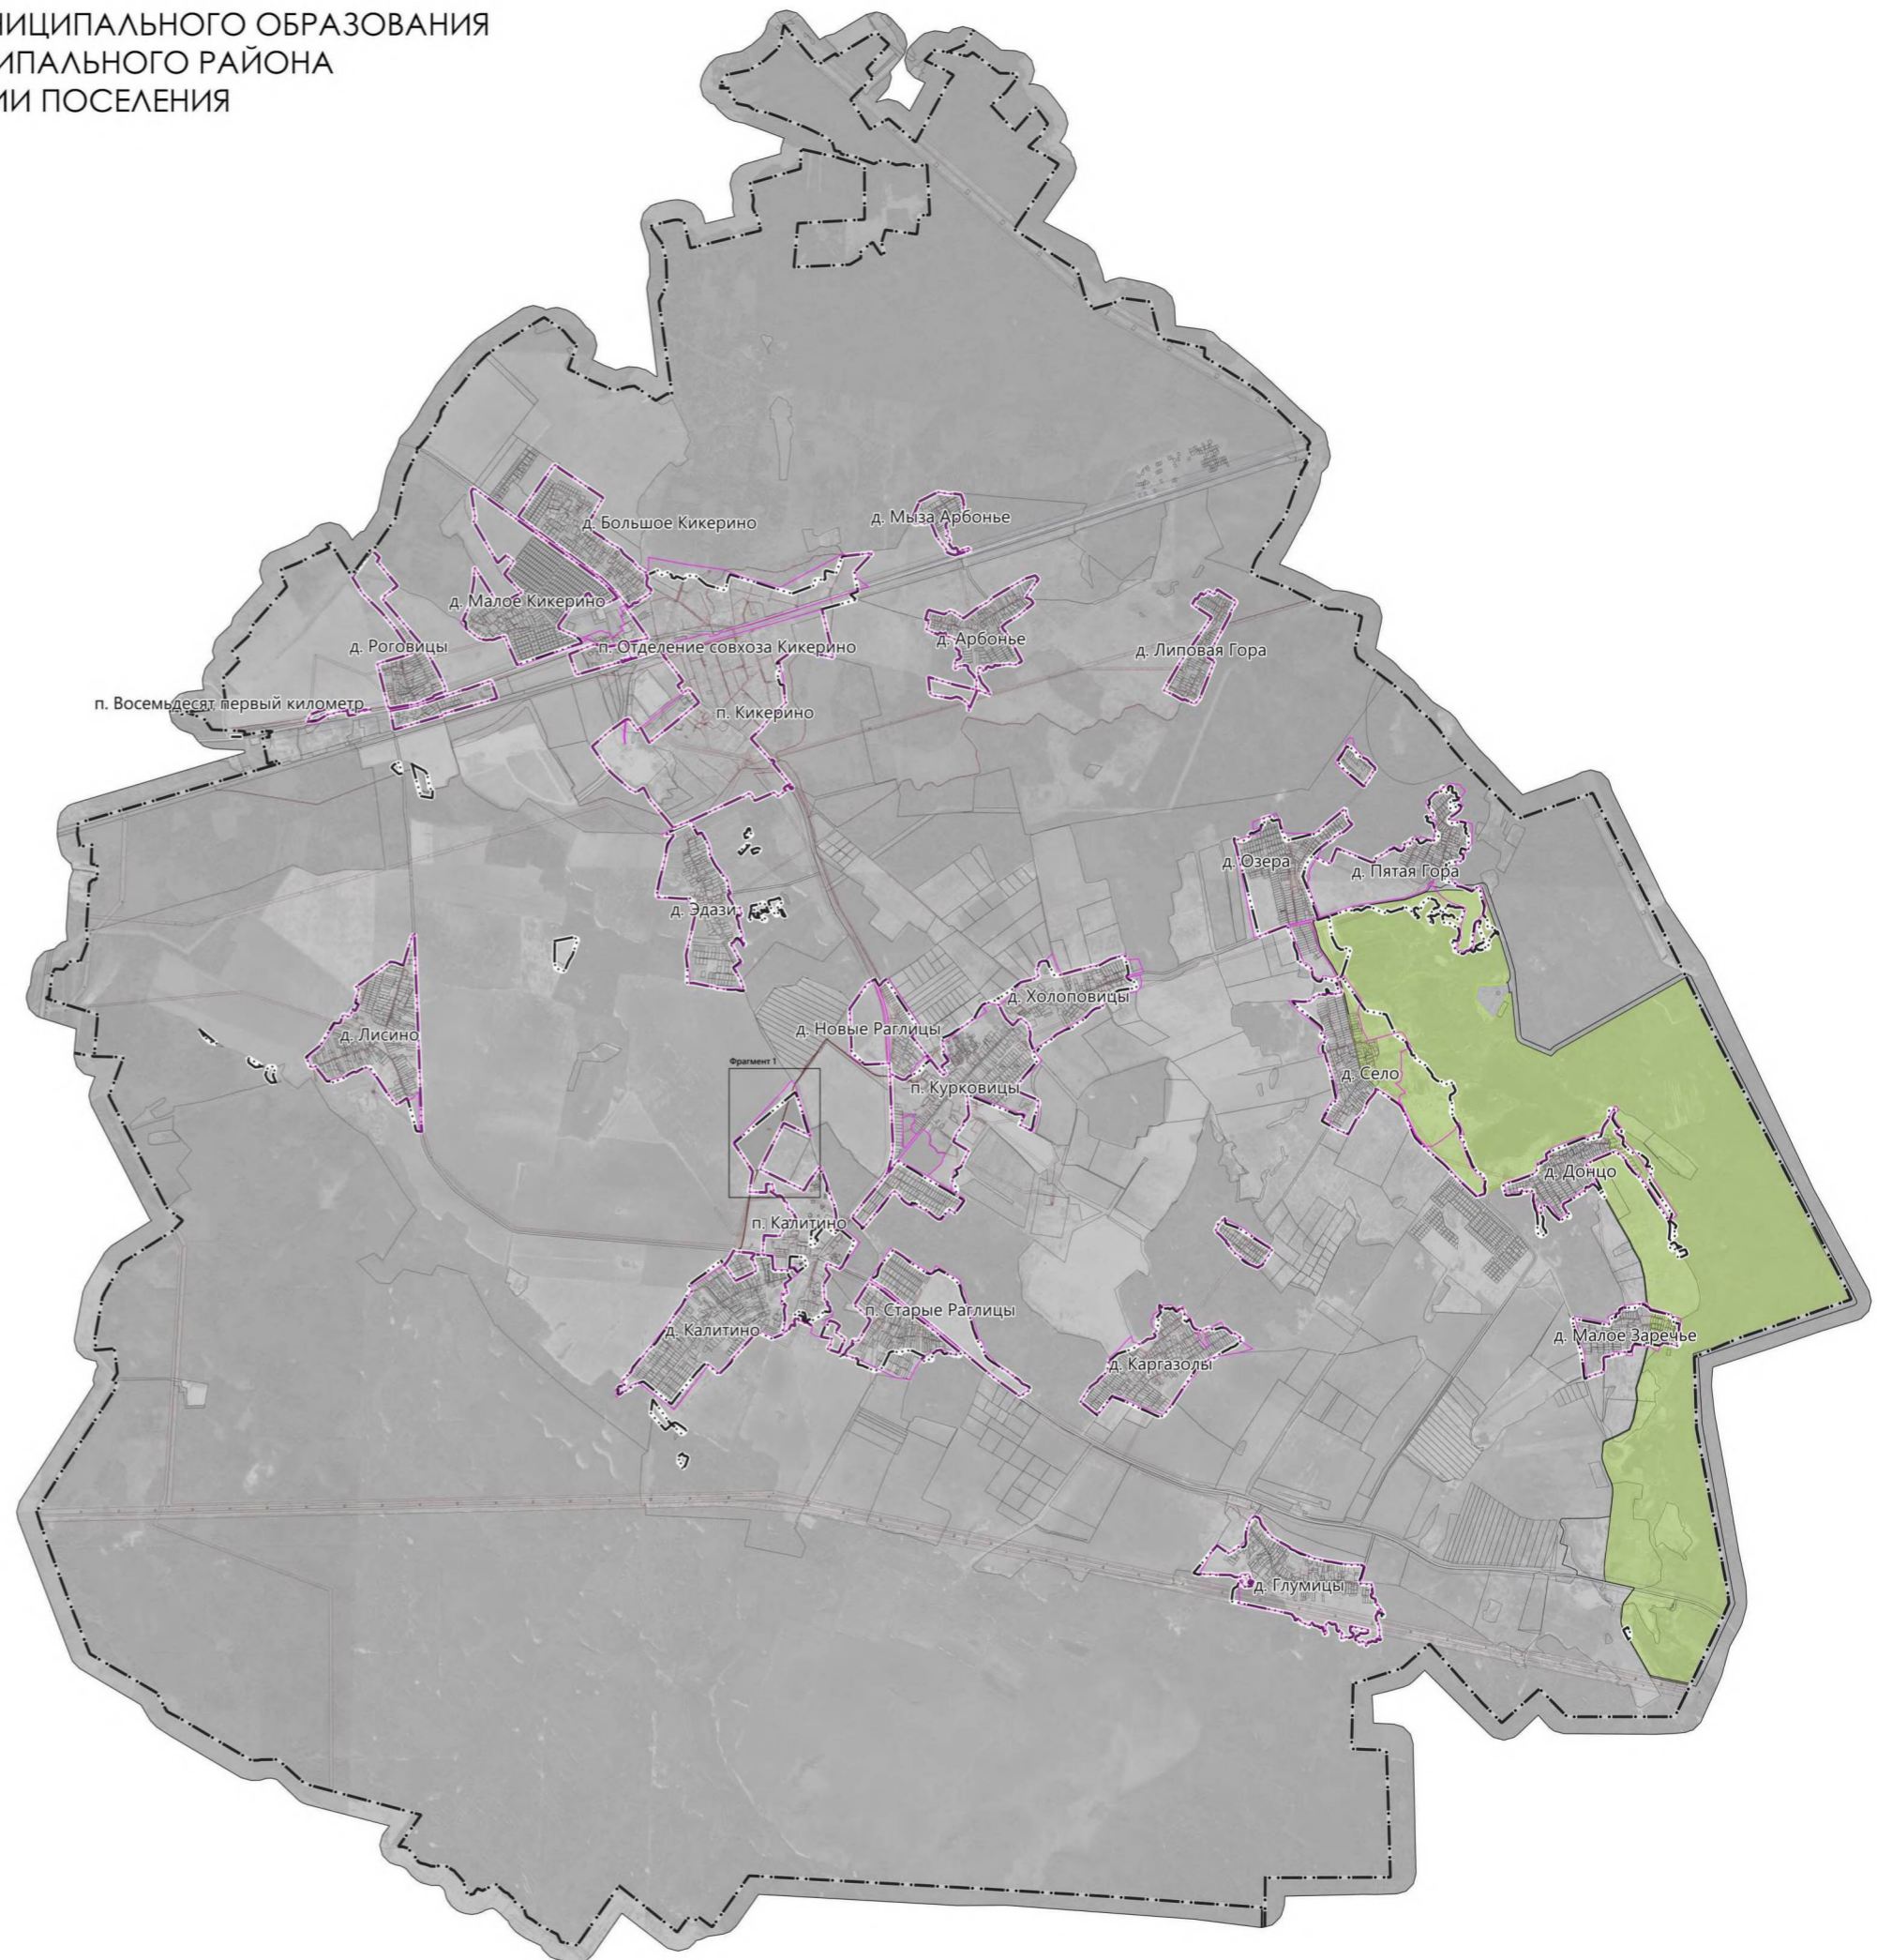 НИЦИПАЛЬНОГО ОБРАЗОВАНИЯ
ИПАЛЬНОГО РАЙОНА
ИИ ПОСЕЛЕНИЯ
д. Большое Кикерино
д. Мыза Арбонье
д. Малое Кикерино
д. Роговицы
п. Отделение совхоза Кикерино
д. Арбонье
д. Липовая Гора
п. Восемьдесят первый километр
п. Кикерино
д. Озера
д. Пятая Гора
д. Эдази
д. Холоповицы
д. Новые Раглицы
д. Лисино
Фрагмент 1
д. Село
п. Курковицы
д. Донцо
п. Калитино
п. Старые Раглицы
д. Калитино
д. Малое Заречье
д. Каргазолы
д. Глумицы